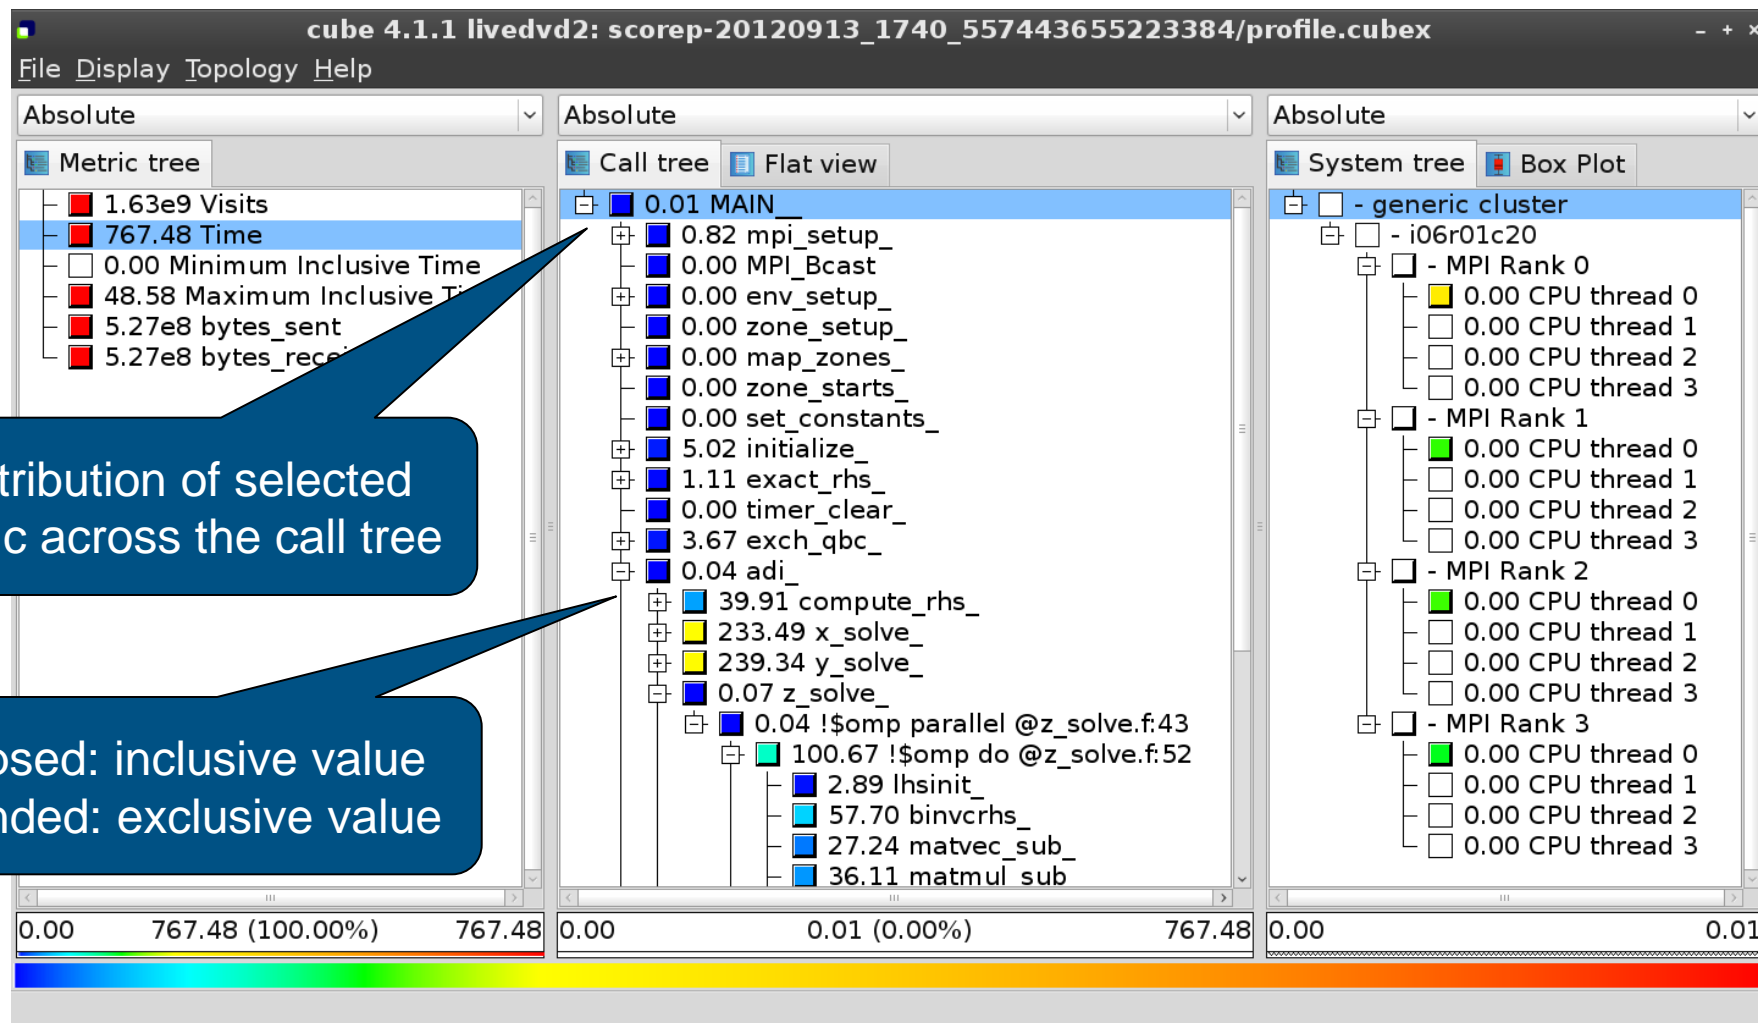 cube 4.1.1 livedvd2: scorep-20120913_1740_557443655223384/profile.cubex
File Display Topology Help
Absolute
Metric tree
1.63e9 Visits
767.48 Time
0.00 Minimum Inclusive Time
48.58 Maximum Inclusive Ti
5.27e8 bytes_sent
5.27e8 bytes_recei
tribution of selected
c across the call tree
osed: inclusive value
nded: exclusive value
0.00 767.48 (100.00%) 767.48
Absolute
Call tree Flat view
0.01 MAIN__
0.82 mpi_setup_
0.00 MPI_Bcast
0.00 env_setup_
0.00 zone_setup_
0.00 map_zones_
0.00 zone_starts_
0.00 set_constants_
5.02 initialize_
1.11 exact_rhs_
0.00 timer_clear_
3.67 exch_qbc_
0.04 adi_
39.91 compute_rhs_
233.49 x_solve_
239.34 y_solve_
0.07 z_solve_
0.04 !$omp parallel @z_solve.f:43
100.67 !$omp do @z_solve.f:52
2.89 lhsinit_
57.70 binvcrhs_
27.24 matvec_sub_
36.11 matmul_sub
0.00 0.01 (0.00%) 767.48
Absolute
System tree Box Plot
- generic cluster
- i06r01c20
- MPI Rank 0
0.00 CPU thread 0
0.00 CPU thread 1
0.00 CPU thread 2
0.00 CPU thread 3
- MPI Rank 1
0.00 CPU thread 0
0.00 CPU thread 1
0.00 CPU thread 2
0.00 CPU thread 3
- MPI Rank 2
0.00 CPU thread 0
0.00 CPU thread 1
0.00 CPU thread 2
0.00 CPU thread 3
- MPI Rank 3
0.00 CPU thread 0
0.00 CPU thread 1
0.00 CPU thread 2
0.00 CPU thread 3
0.00 0.01